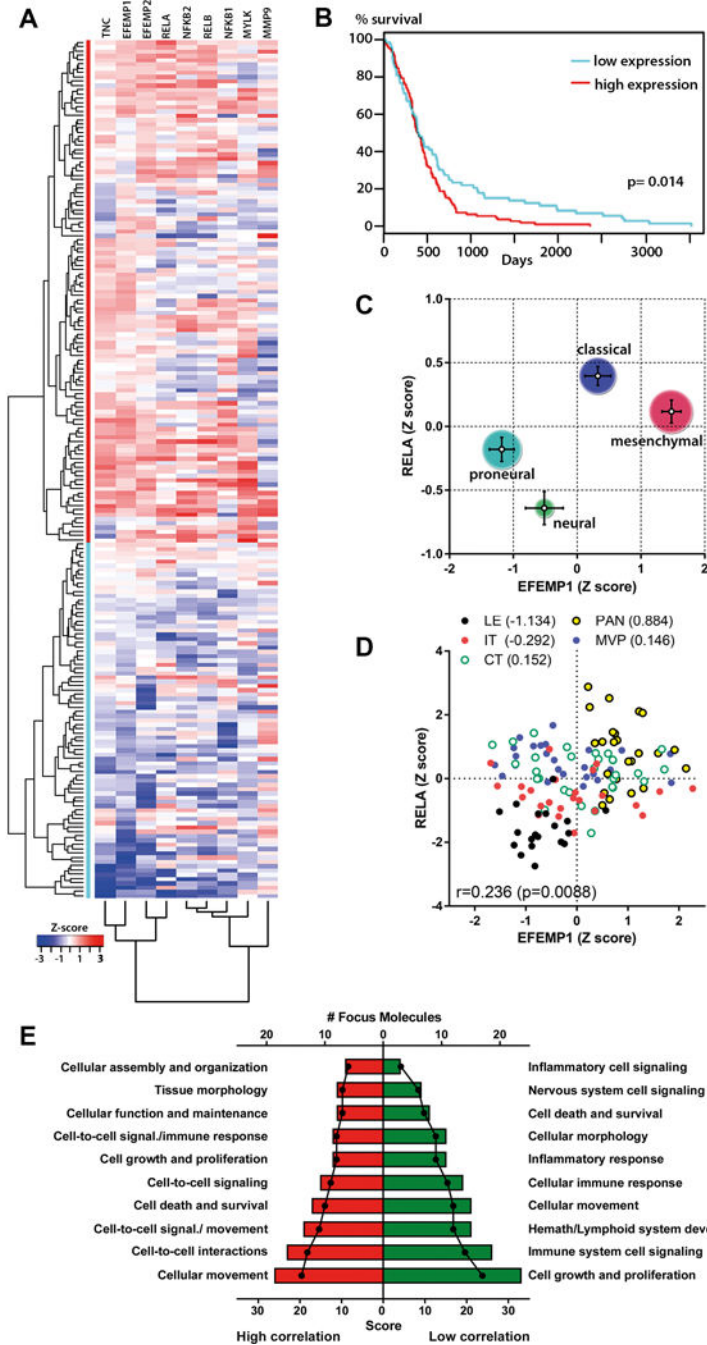 A
TNC
EFEMP1
EFEMP2
RELA
NFKB2
RELB
NFKB1
MYLK
MMP9
Z-score
-3 -1 1 3
B
% survival
100
80
60
40
20
0
low expression
high expression
p= 0.014
0 500 1000 2000 3000
Days
C
RELA (Z score)
1.0
0.5
0.0
-0.5
-1.0
classical
mesenchymal
proneural
neural
-2 -1 0 1 2
EFEMP1 (Z score)
D
LE (-1.134)
IT (-0.292)
CT (0.152)
PAN (0.884)
MVP (0.146)
RELA (Z score)
4
2
0
-2
-4
r=0.236 (p=0.0088)
-2 -1 0 1 2
EFEMP1 (Z score)
E
# Focus Molecules
20 10 0 10 20
Cellular assembly and organization
Tissue morphology
Cellular function and maintenance
Cell-to-cell signal./immune response
Cell growth and proliferation
Cell-to-cell signaling
Cell death and survival
Cell-to-cell signal./ movement
Cell-to-cell interactions
Cellular movement
Inflammatory cell signaling
Nervous system cell signaling
Cell death and survival
Cellular morphology
Inflammatory response
Cellular immune response
Cellular movement
Hemath/Lymphoid system deve
Immune system cell signaling
Cell growth and proliferation
30 20 10 0 10 20 30
Score
High correlation
Low correlation